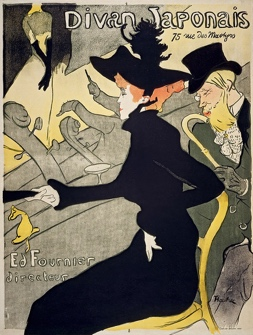 Divan Japonais
75 rue des Martyrs
Ed Fournier
directeur